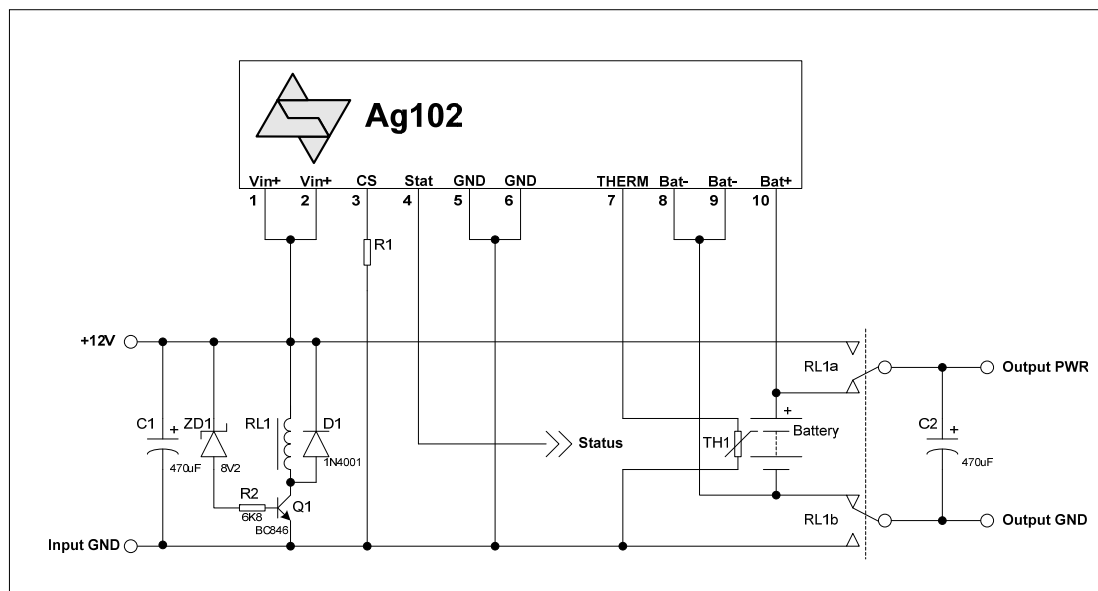 Ag102
Vin+ Vin+ CS Stat GND GND THERM Bat- Bat- Bat+
1 2 3 4 5 6 7 8 9 10
R1
+12V
RL1a
Output PWR
C1 + ZD1 RL1 D1
+
TH1 Battery
C2 +
Status
470uF 8V2 1N4001
470uF
R2
Q1
6K8
BC846
RL1b
Output GND
Input GND